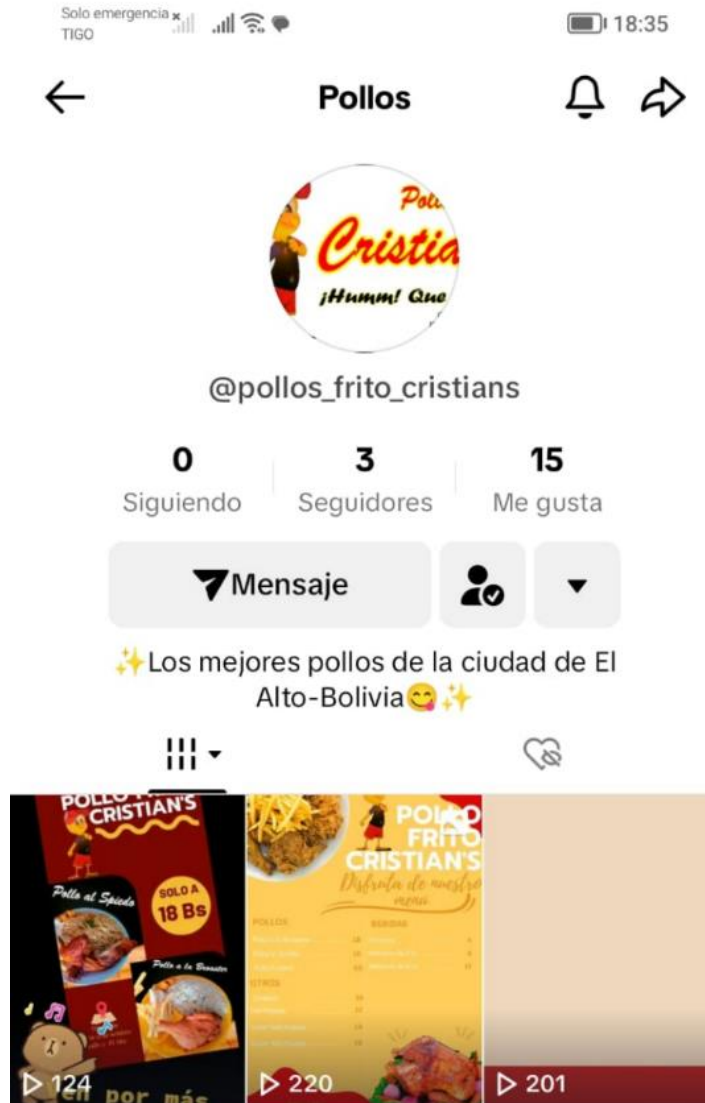 Solo emergencia
TIGO
18:35
Pollos
Cristia
¡Humm! Que
@pollos_frito_cristians
0
3
15
Siguiendo
Seguidores
Me gusta
Mensaje
✨Los mejores pollos de la ciudad de El
Alto-Bolivia😋✨
CRISTIAN'S
Pollo al Spiedo
SOLO A
18 Bs
Pollo a la Broaster
en por más
124
POLLO
FRITO
CRISTIAN'S
Disfruta de nuestro
menú
POLLOS
BEBIDAS
OTROS
220
201